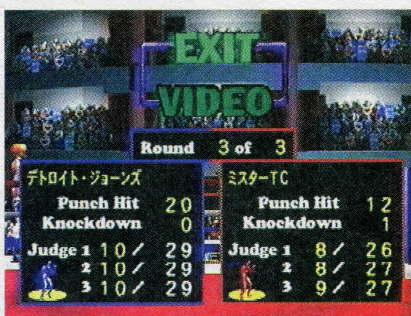 EXIT
VIDEO
Round 3 of 3
デトロイト・ジョーンズ
Punch Hit 20
Knockdown 0
Judge 1 10/ 29
2 10/ 29
3 10/ 29
ミスターTC
Punch Hit 12
Knockdown 1
Judge 1 8/ 26
2 8/ 27
3 9/ 27